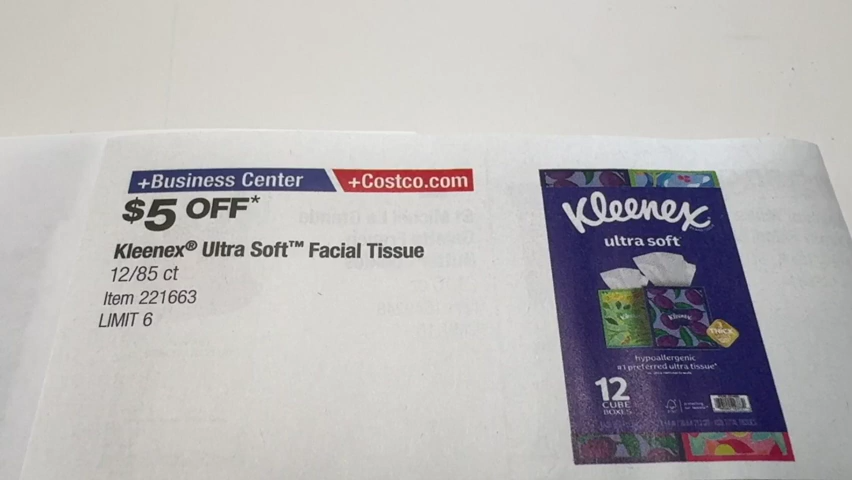 +Business Center +Costco.com
$5 OFF*
Kleenex® Ultra Soft™ Facial Tissue
12/85 ct
Item 221663
LIMIT 6
Kleenex
ultra soft
Kleenex
THICK
hypoallergenic
#1 preferred ultra tissue*
12
CUBE
BOXES